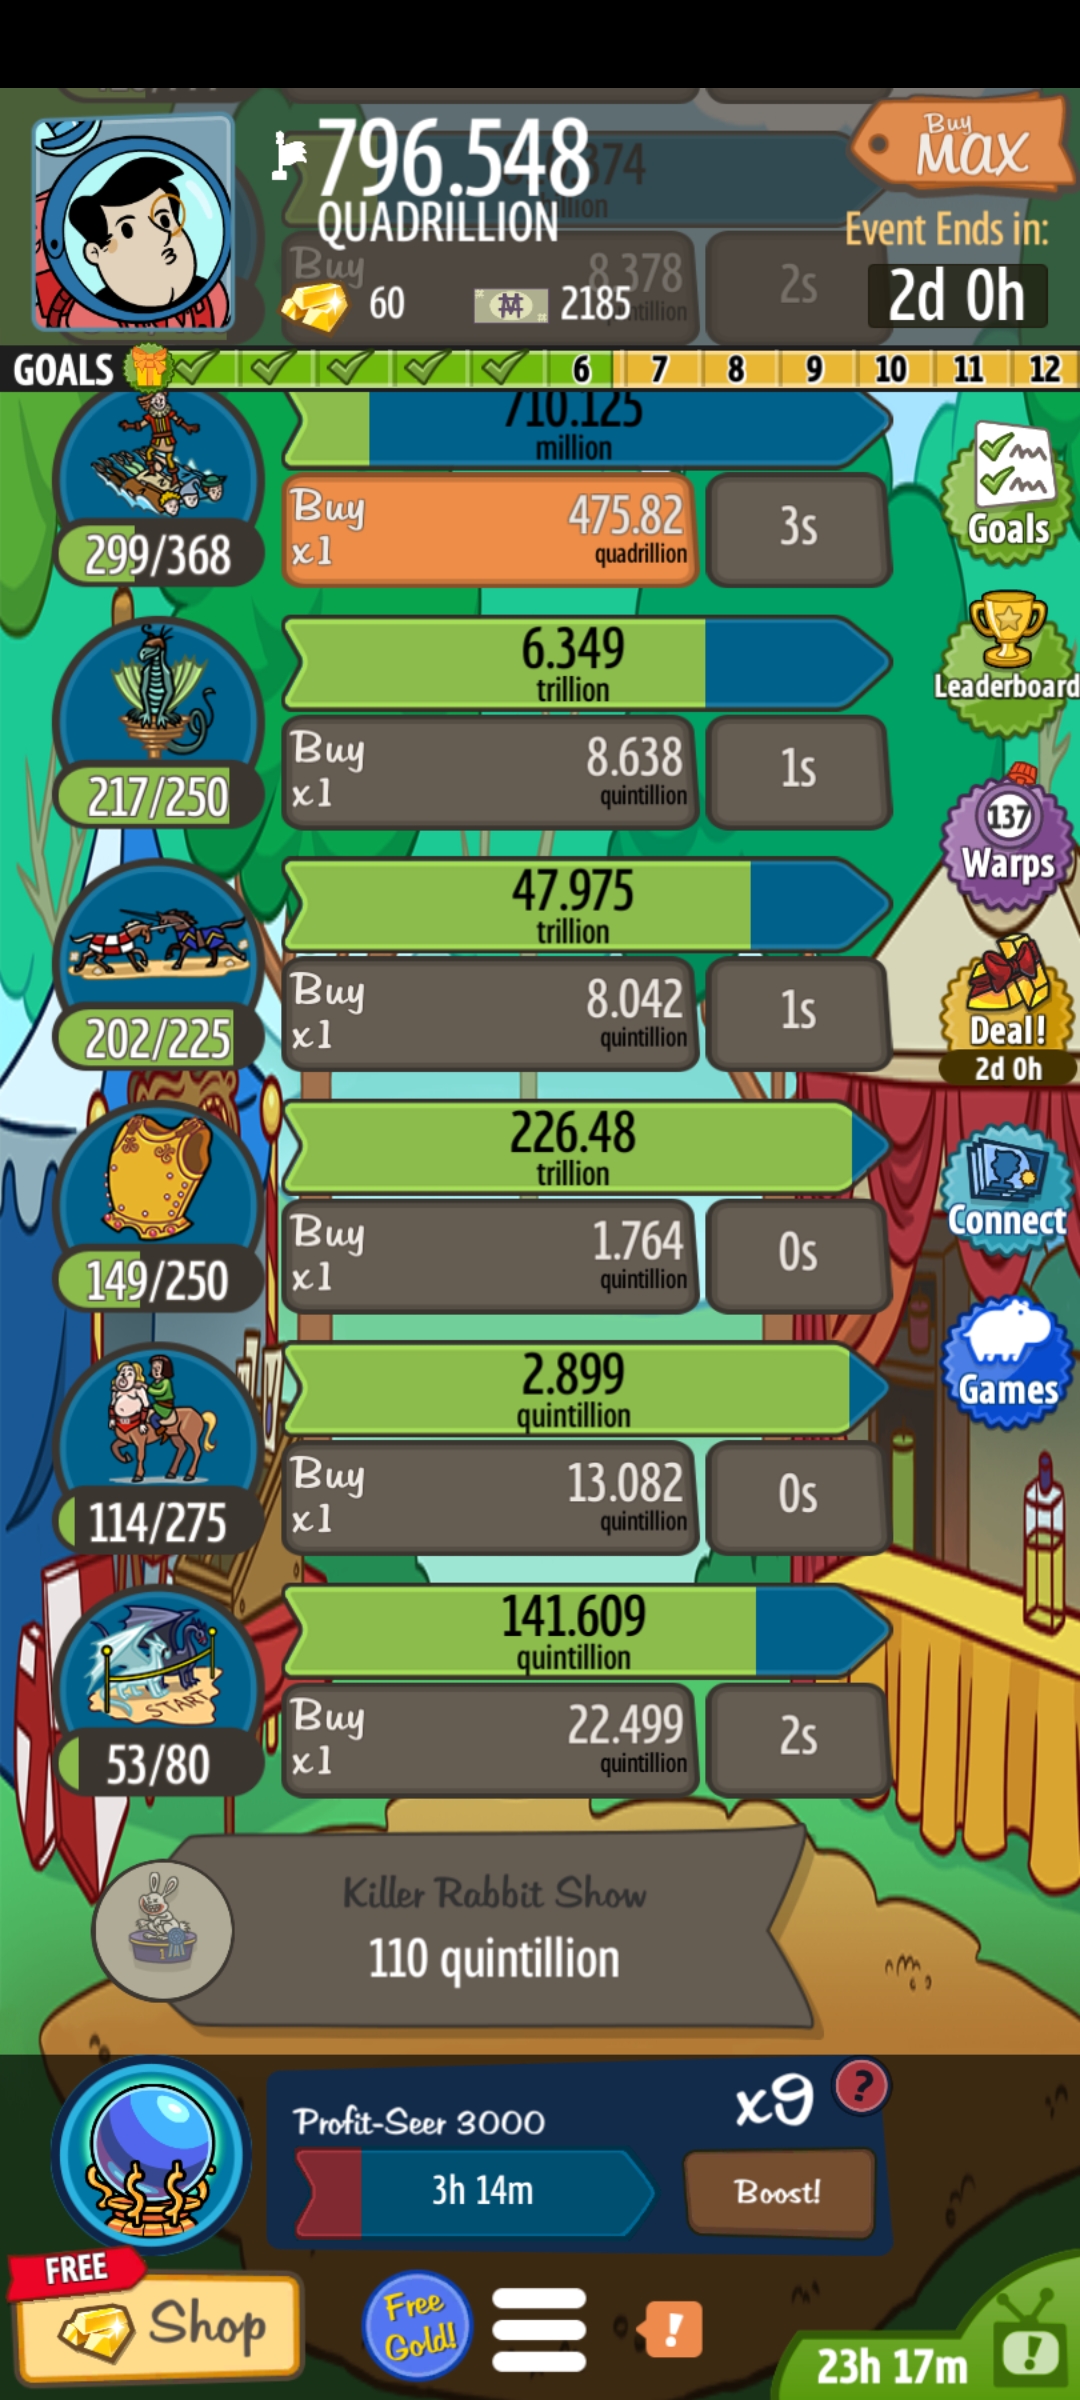 796.548
QUADRILLION
Buy
MAX
Event Ends in:
2d 0h
60
2185
Buy
8.378
2s
GOALS
6
7
8
9
10
11
12
710.125
million
299/368
Buy
x1
475.82
quadrillion
3s
Goals
6.349
trillion
217/250
Buy
x1
8.638
quintillion
1s
Leaderboard
137
Warps
47.975
trillion
202/225
Buy
x1
8.042
quintillion
1s
Deal!
2d 0h
226.48
trillion
149/250
Buy
x1
1.764
quintillion
0s
Connect
2.899
quintillion
114/275
Buy
x1
13.082
quintillion
0s
Games
141.609
quintillion
START
53/80
Buy
x1
22.499
quintillion
2s
Killer Rabbit Show
110 quintillion
1
Profit-Seer 3000
x9
?
3h 14m
Boost!
FREE
Shop
Free
Gold!
!
23h 17m
!